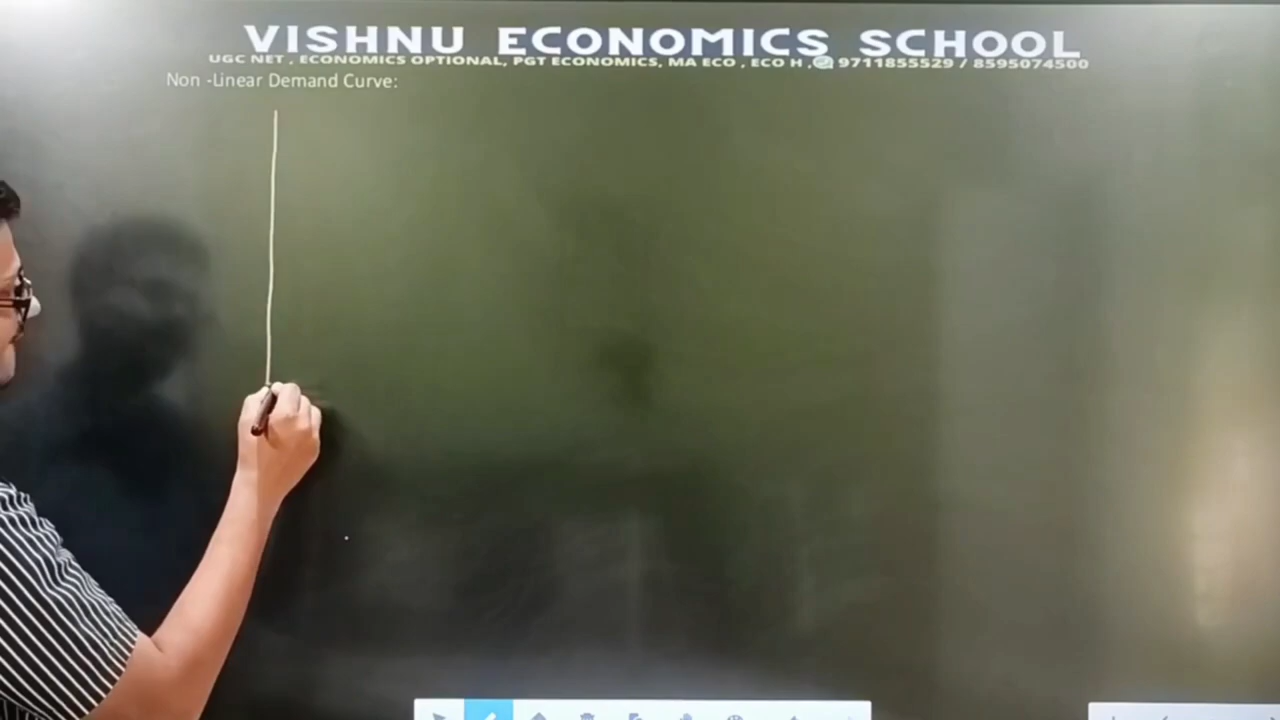 VISHNU ECONOMICS SCHOOL
UGC NET , ECONOMICS OPTIONAL, PGT ECONOMICS, MA ECO , ECO H , 9711855529 / 8595074500
Non -Linear Demand Curve: